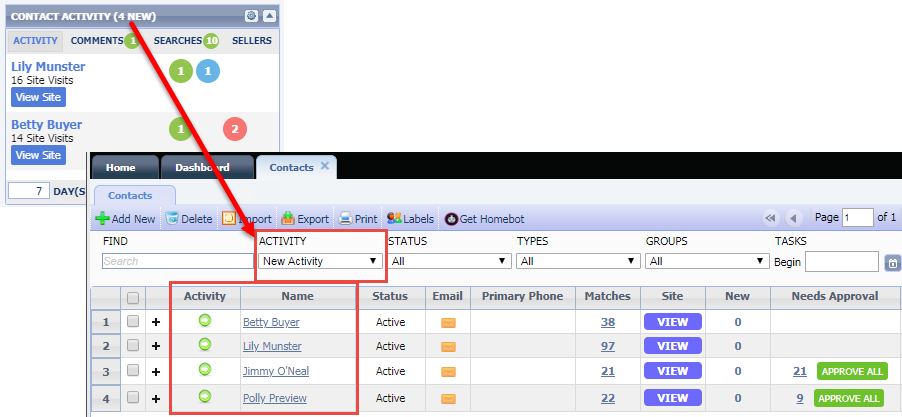 CONTACT ACTIVITY (4 NEW)
ACTIVITY COMMENTS 1 SEARCHES 10 SELLERS
Lily Munster 1 1
16 Site Visits
View Site
Betty Buyer 1 2
14 Site Visits
View Site
7 DAY(S
Home Dashboard Contacts
Contacts
Add New Delete Import Export Print Labels Get Homebot Page 1 of 1
FIND ACTIVITY STATUS TYPES GROUPS TASKS
Search New Activity All All All Begin
Activity Name Status Email Primary Phone Matches Site New Needs Approval
1 Betty Buyer Active 38 VIEW 0
2 Lily Munster Active 97 VIEW 0
3 Jimmy O'Neal Active 21 VIEW 0 21 APPROVE ALL
4 Polly Preview Active 22 VIEW 0 9 APPROVE ALL